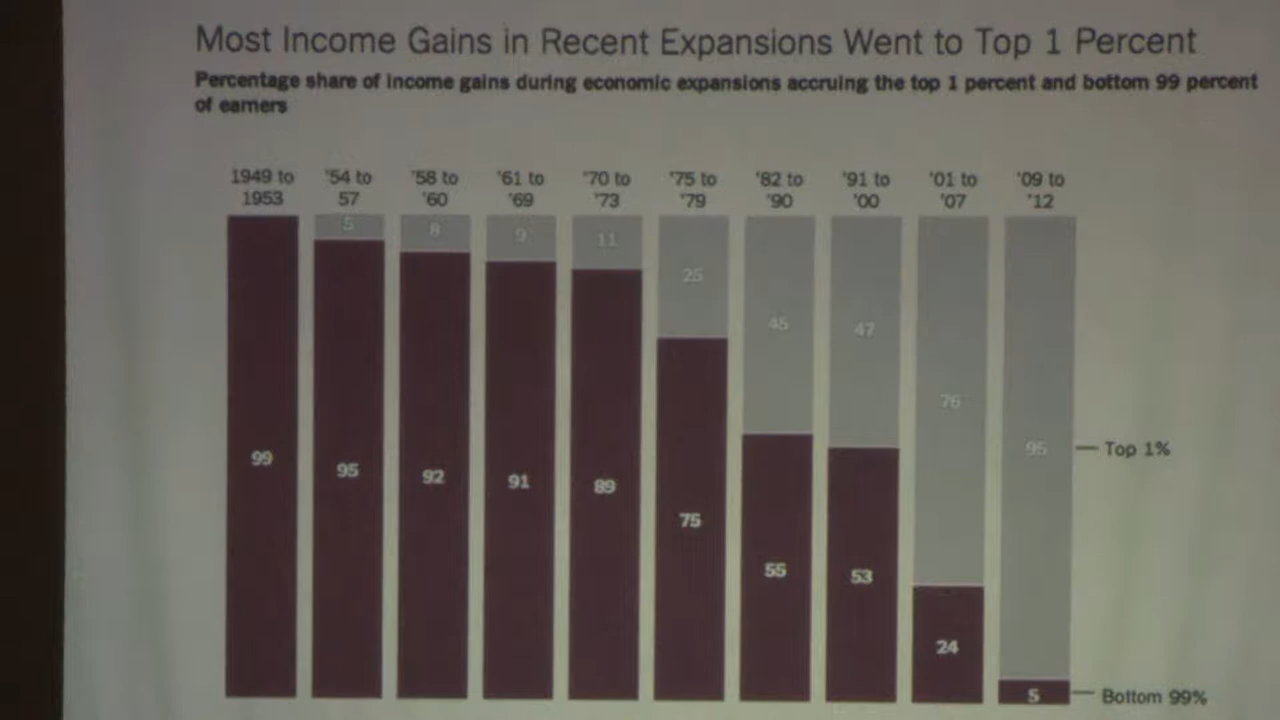 Most Income Gains in Recent Expansions Went to Top 1 Percent
Percentage share of income gains during economic expansions accruing the top 1 percent and bottom 99 percent
of earners
1949 to '54 to '58 to '61 to '70 to '75 to '82 to '91 to '01 to '09 to
1953 57 '60 '69 '73 '79 '90 '00 '07 '12
5 8 9 11 25 45 47 76 95
Top 1%
99 95 92 91 89 75 55 53 24 5
Bottom 99%